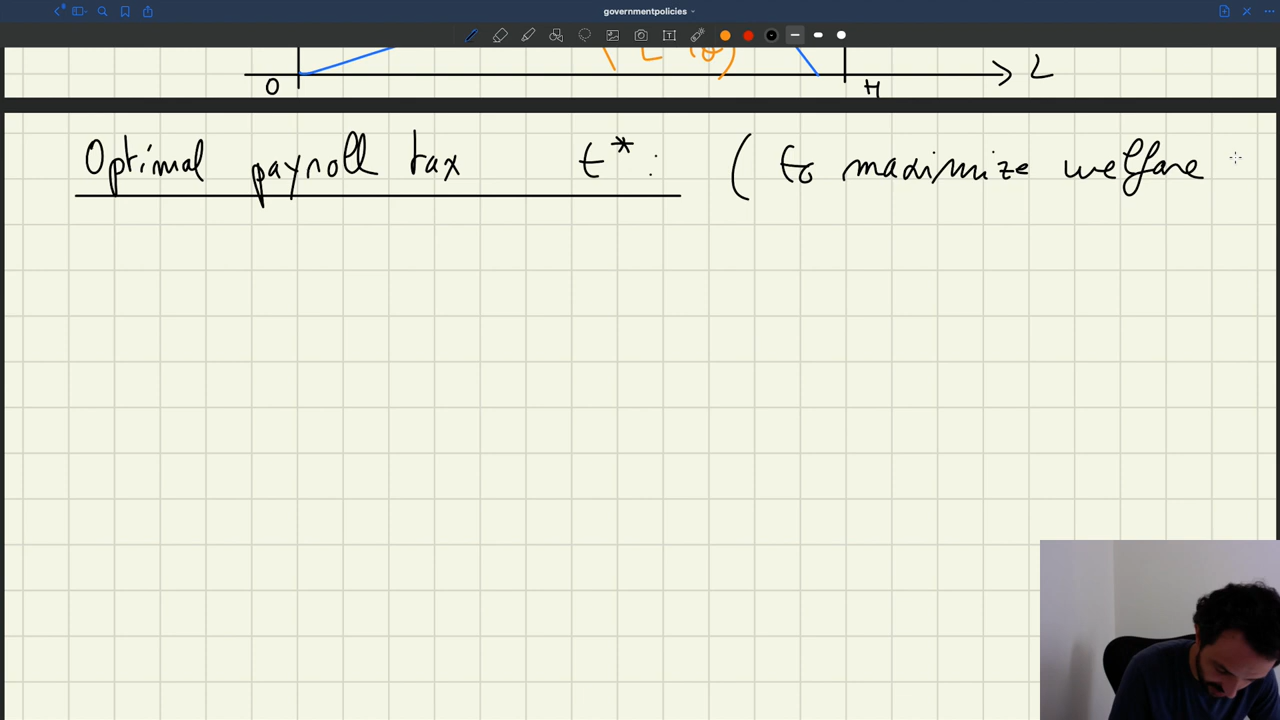 governmentpolicies
L (θ)
0 H L
Optimal payroll tax t* : ( to maximize welfare